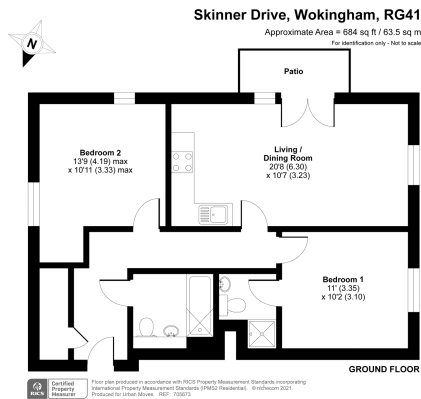 Skinner Drive, Wokingham, RG41
Approximate Area = 684 sq ft / 63.5 sq m
For identification only - Not to scale
N
Patio
Bedroom 2
13'9 (4.19) max
x 10'11 (3.33) max
Living /
Dining Room
20'8 (6.30)
x 10'7 (3.23)
Bedroom 1
11' (3.35)
x 10'2 (3.10)
GROUND FLOOR
RICS
Certified
Property
Measurer
Floor plan produced in accordance with RICS Property Measurement Standards incorporating
International Property Measurement Standards (IPMS2 Residential). © nichecom 2021
Produced for Urban Moves REF: 705673